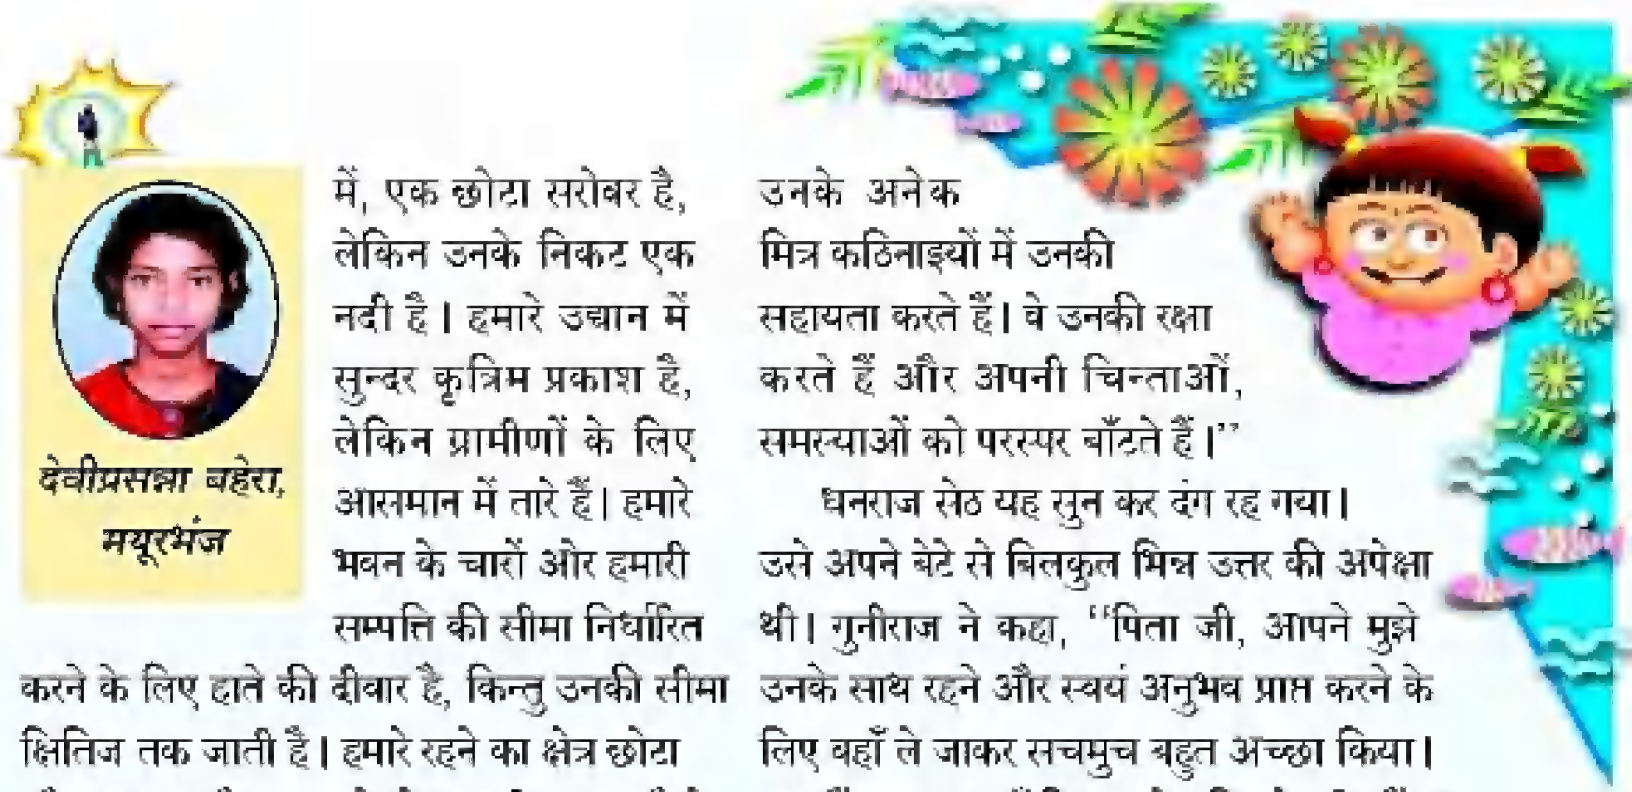 देवीप्रसन्ना बहेरा,
मयूरभंज
में, एक छोटा सरोवर है,
लेकिन उनके निकट एक
नदी है। हमारे उद्यान में
सुन्दर कृत्रिम प्रकाश है,
लेकिन ग्रामीणों के लिए
आसमान में तारे हैं। हमारे
भवन के चारों ओर हमारी
सम्पत्ति की सीमा निर्धारित
करने के लिए हाते की दीवार है, किन्तु उनकी सीमा
क्षितिज तक जाती है। हमारे रहने का क्षेत्र छोटा
उनके अनेक
मित्र कठिनाइयों में उनकी
सहायता करते हैं। वे उनकी रक्षा
करते हैं और अपनी चिन्ताओं,
समस्याओं को परस्पर बाँटते हैं।”
धनराज सेठ यह सुन कर दंग रह गया।
उसे अपने बेटे से बिलकुल भिन्न उत्तर की अपेक्षा
थी। गुनीराज ने कहा, “पिता जी, आपने मुझे
उनके साथ रहने और स्वयं अनुभव प्राप्त करने के
लिए वहाँ ले जाकर सचमुच बहुत अच्छा किया।